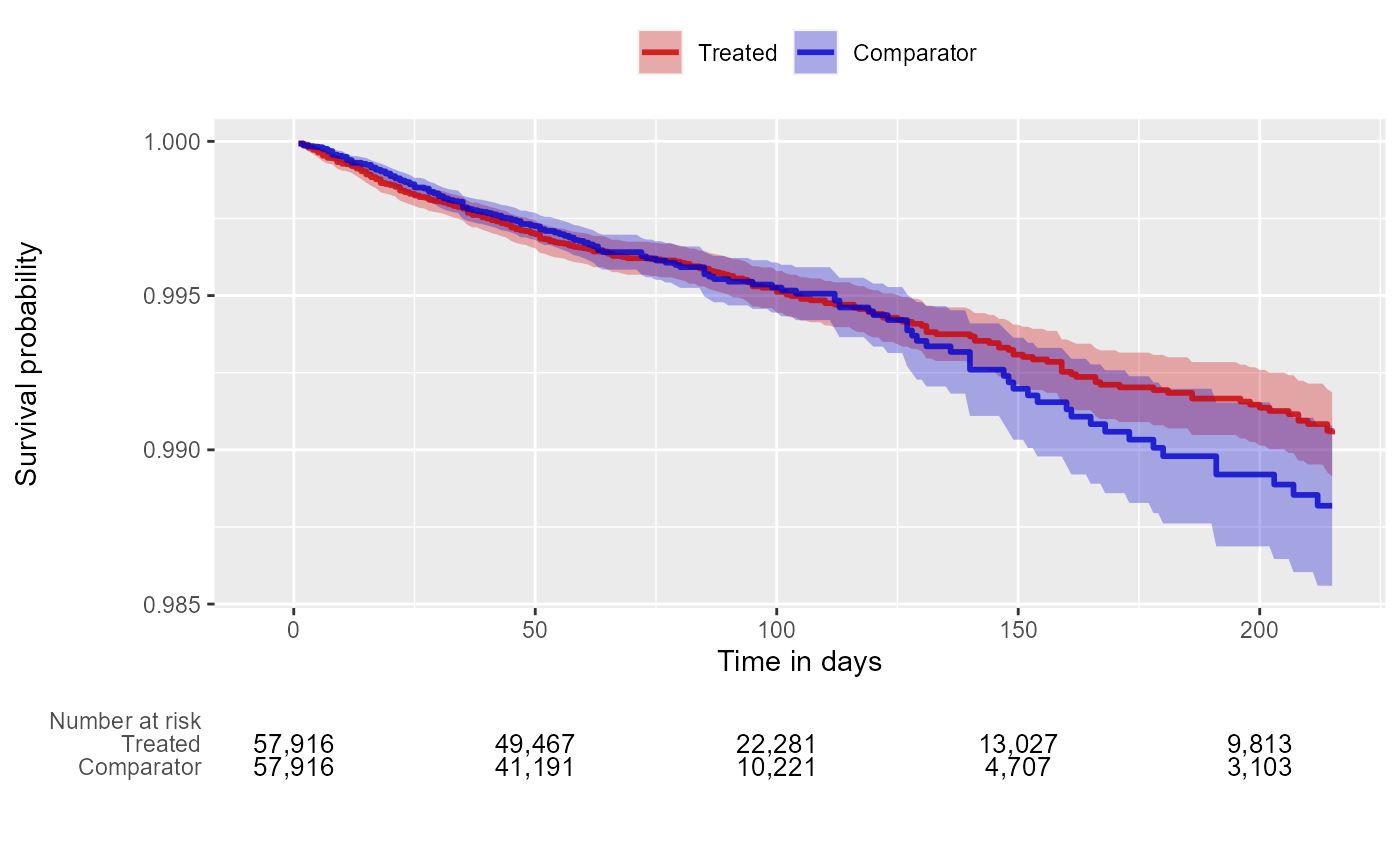 Treated Comparator
Survival probability
1.000
0.995
0.990
0.985
0 50 100 150 200
Time in days
Number at risk
Treated 57,916 49,467 22,281 13,027 9,813
Comparator 57,916 41,191 10,221 4,707 3,103